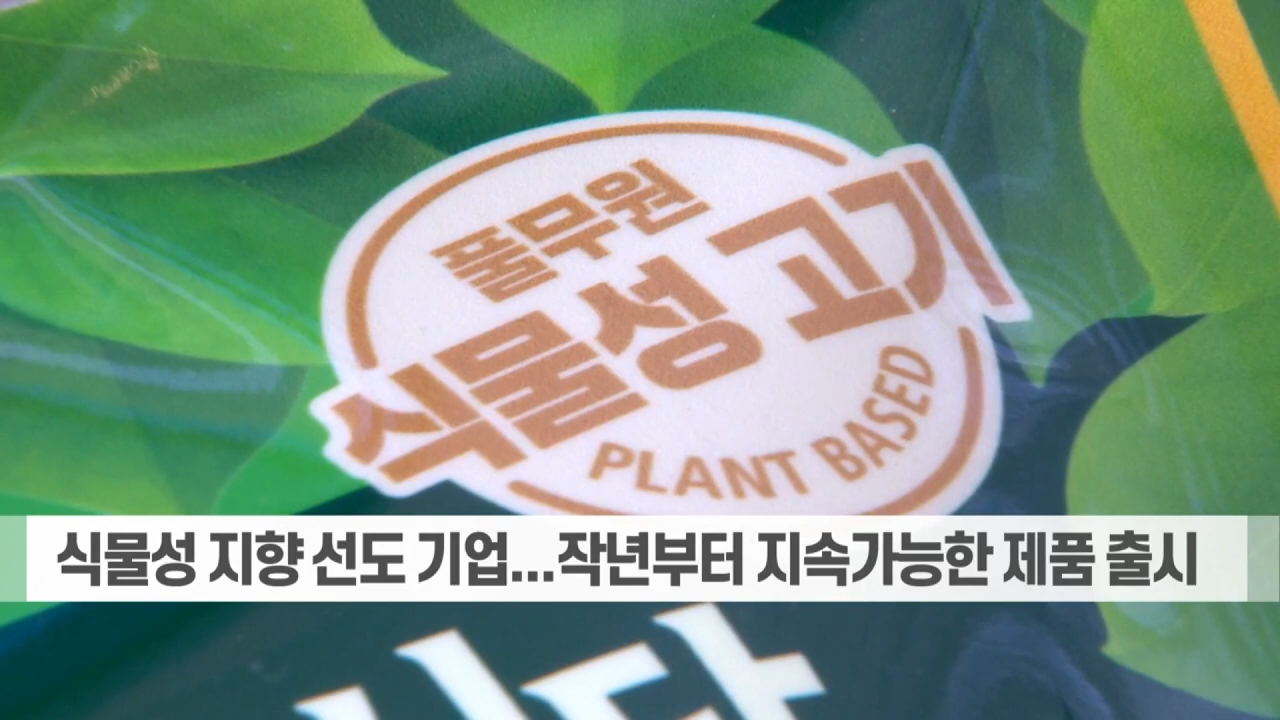 풀무원
식물성 고기
PLANT BASED
식물성 지향 선도 기업...작년부터 지속가능한 제품 출시